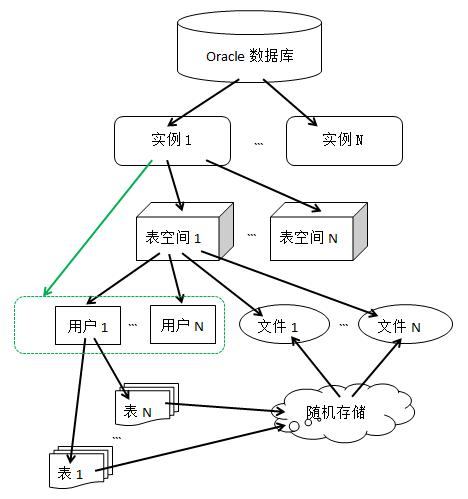 Oracle 数据库
实例 1
...
实例 N
表空间 1
...
表空间 N
用户 1
...
用户 N
文件 1
...
文件 N
表 N
随机存储
...
表 1